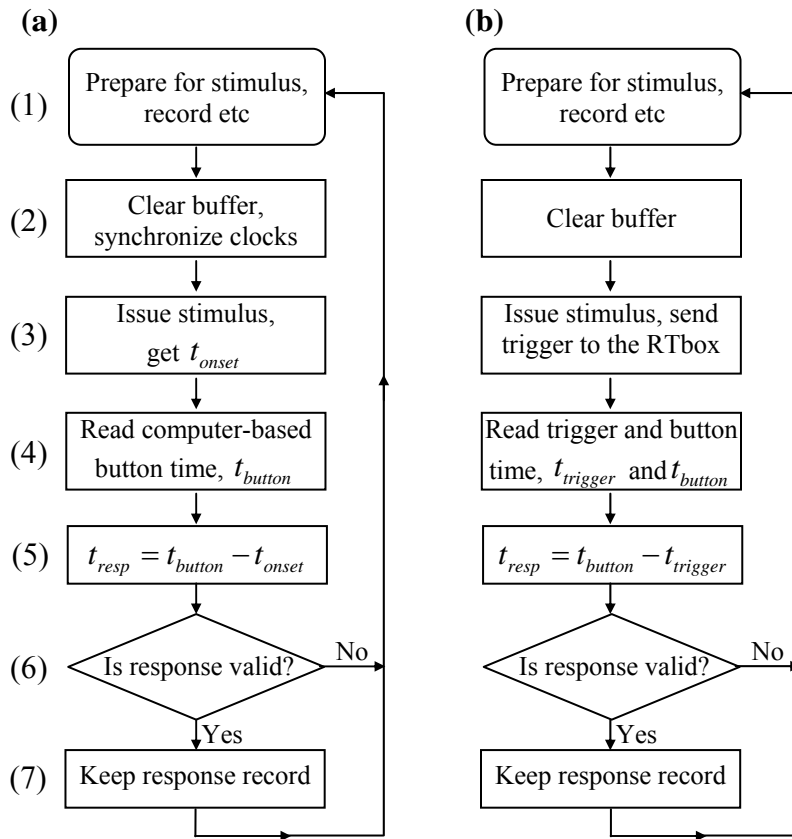 (a)
(b)
(1)
Prepare for stimulus,
record etc
Prepare for stimulus,
record etc
(2)
Clear buffer,
synchronize clocks
Clear buffer
(3)
Issue stimulus,
get t_onset
Issue stimulus, send
trigger to the RTbox
(4)
Read computer-based
button time, t_button
Read trigger and button
time, t_trigger and t_button
(5)
t_resp = t_button − t_onset
t_resp = t_button − t_trigger
(6)
Is response valid?
No
Is response valid?
No
Yes
Yes
(7)
Keep response record
Keep response record